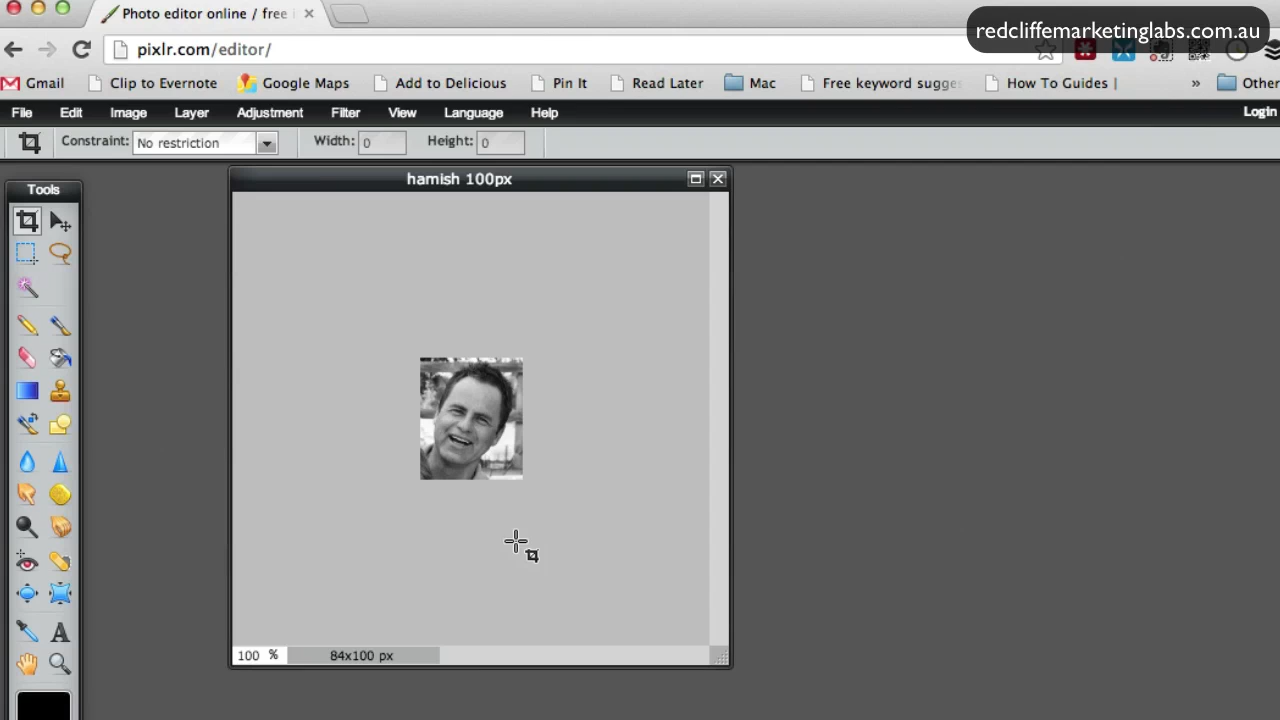 Photo editor online / free
redcliffemarketinglabs.com.au
pixlr.com/editor/
Gmail Clip to Evernote Google Maps Add to Delicious Pin It Read Later Mac Free keyword sugge How To Guides | » Other
File Edit Image Layer Adjustment Filter View Language Help Login
Constraint: No restriction Width: 0 Height: 0
Tools
hamish 100px
A
100 % 84x100 px